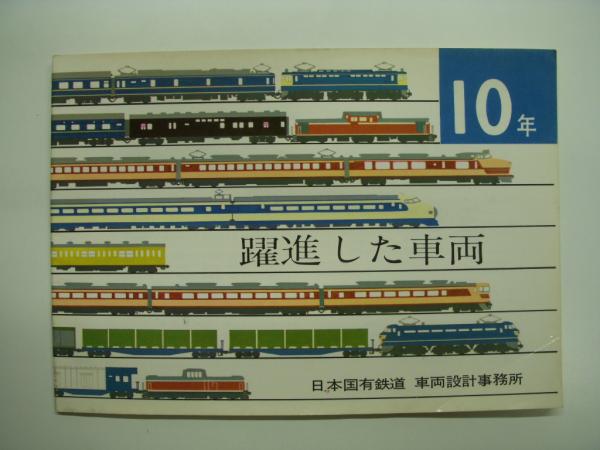 10年
躍進した車両
日本国有鉄道 車両設計事務所